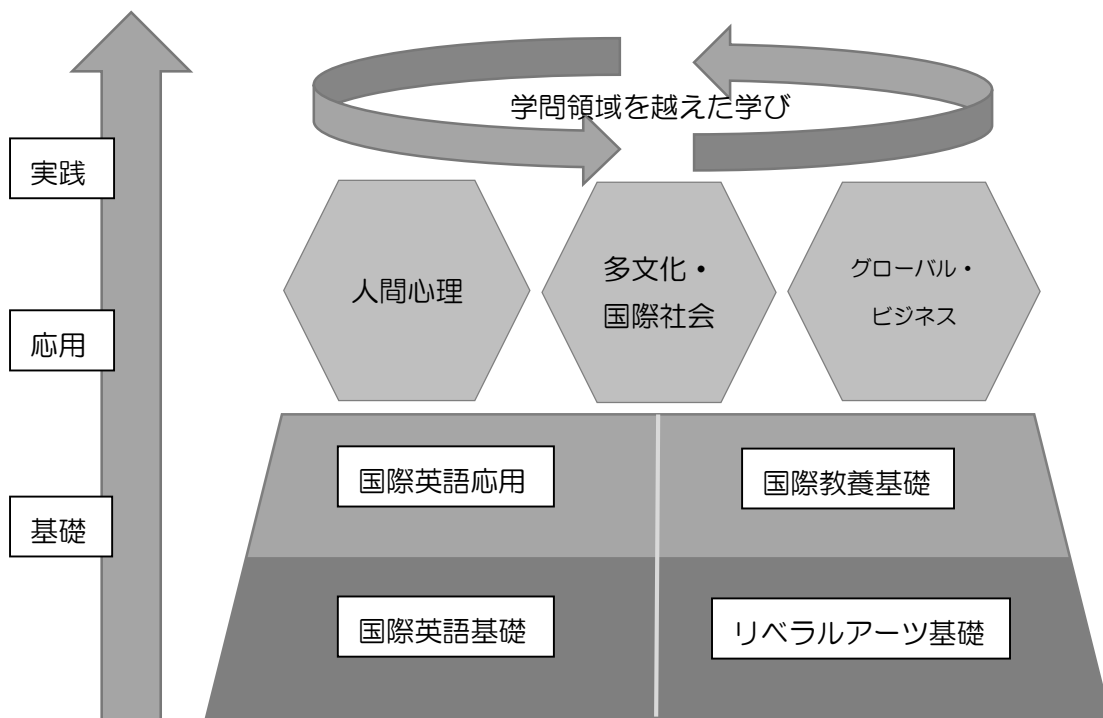 学問領域を越えた学び
実践
人間心理
多文化・
国際社会
グローバル・
ビジネス
応用
国際英語応用
国際教養基礎
基礎
国際英語基礎
リベラルアーツ基礎